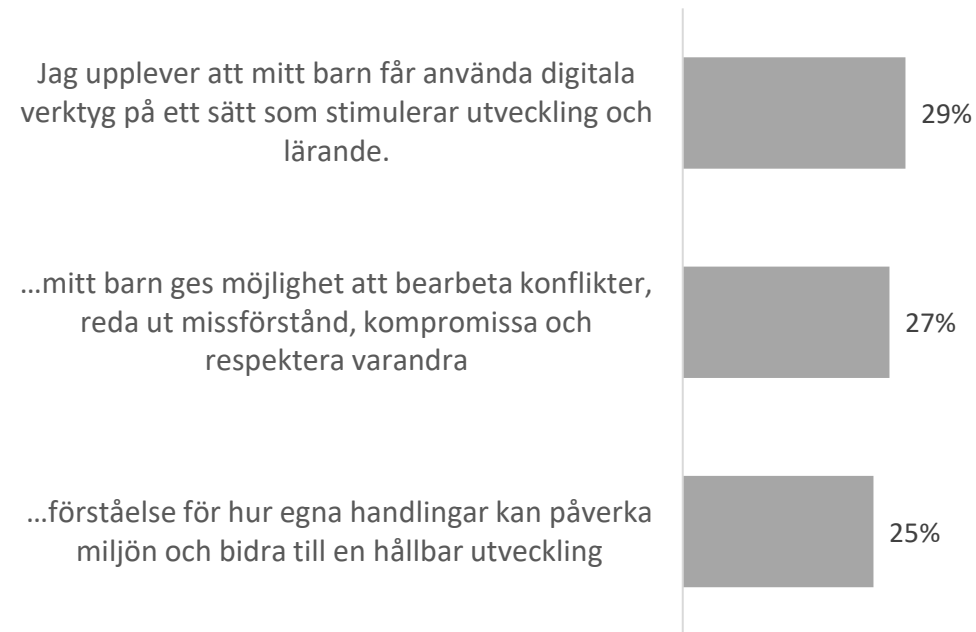 Jag upplever att mitt barn får använda digitala
verktyg på ett sätt som stimulerar utveckling och
lärande.
29%
...mitt barn ges möjlighet att bearbeta konflikter,
reda ut missförstånd, kompromissa och
respektera varandra
27%
...förståelse för hur egna handlingar kan påverka
miljön och bidra till en hållbar utveckling
25%